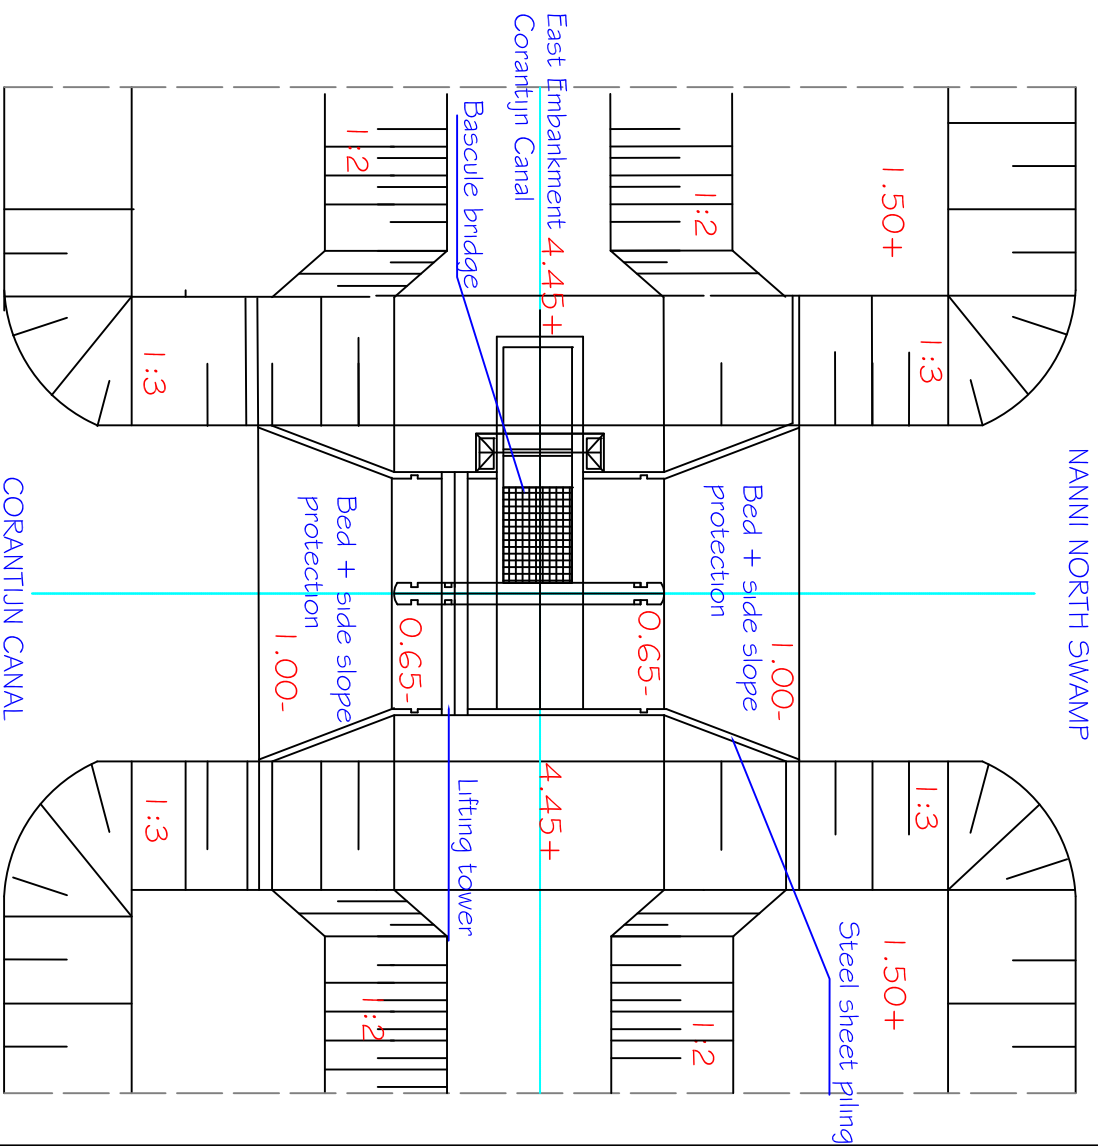 NANNI NORTH SWAMP
1.50+
1.50+
1:3
1:3
Steel sheet piling
1.00-
Bed + side slope
protection
1:2
1:2
0.65-
East Embankment
Corantijn Canal
4.45+
4.45+
Bascule bridge
Lifting tower
0.65-
1:2
1:2
Bed + side slope
protection
1.00-
1:3
1:3
CORANTIJN CANAL